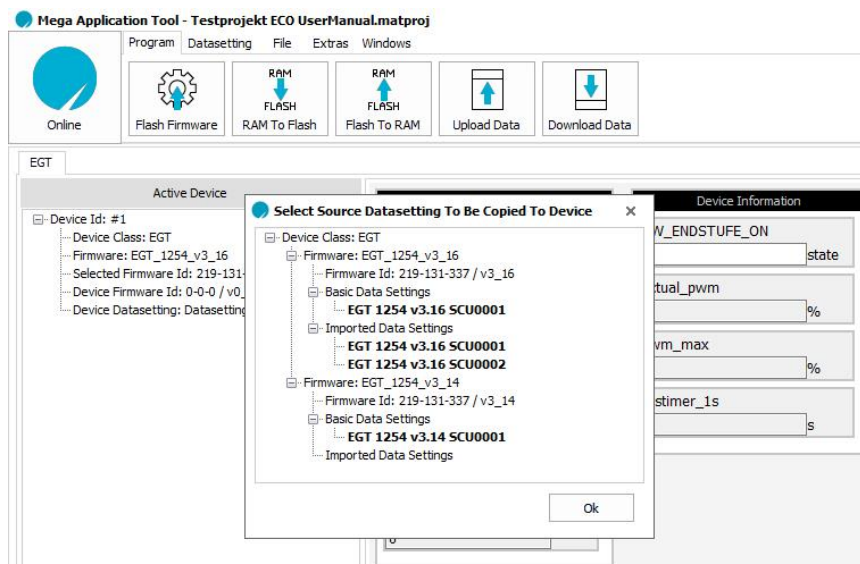 Mega Application Tool - Testprojekt ECO UserManual.matproj
Program Datasetting File Extras Windows
Online
Flash Firmware
RAM
FLASH
RAM To Flash
RAM
FLASH
Flash To RAM
Upload Data
Download Data
EGT
Active Device
Device Id: #1
Device Class: EGT
Firmware: EGT_1254_v3_16
Selected Firmware Id: 219-131-
Device Firmware Id: 0-0-0 / v0_
Device Datasetting: Datasetting
Select Source Datasetting To Be Copied To Device
Device Class: EGT
Firmware: EGT_1254_v3_16
Firmware Id: 219-131-337 / v3_16
Basic Data Settings
EGT 1254 v3.16 SCU0001
Imported Data Settings
EGT 1254 v3.16 SCU0001
EGT 1254 v3.16 SCU0002
Firmware: EGT_1254_v3_14
Firmware Id: 219-131-337 / v3_14
Basic Data Settings
EGT 1254 v3.14 SCU0001
Imported Data Settings
Ok
Device Information
W_ENDSTUFE_ON
state
tual_pwm
%
wm_max
%
stimer_1s
s